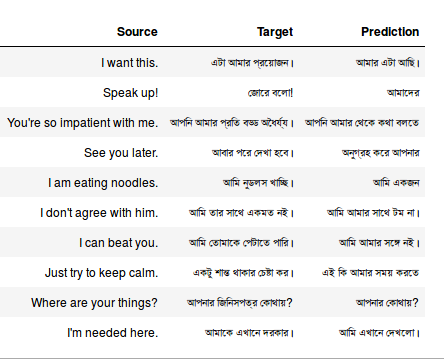 Source Target Prediction
I want this. এটা আমার প্রয়োজন। আমার এটা আছি।
Speak up! জোরে বলো! আমাদের
You're so impatient with me. আপনি আমার প্রতি বড্ড অধৈর্য্য। আপনি আমার থেকে কথা বলতে
See you later. আবার পরে দেখা হবে। অনুগ্রহ করে আপনার
I am eating noodles. আমি নুডলস খাচ্ছি। আমি একজন
I don't agree with him. আমি তার সাথে একমত নই। আমি আমার সাথে টম না।
I can beat you. আমি তোমাকে পেটাতে পারি। আমি আমার সঙ্গে নই।
Just try to keep calm. একটু শান্ত থাকার চেষ্টা কর। এই কি আমার সময় করতে
Where are your things? আপনার জিনিসপত্র কোথায়? আপনার কোথায়?
I'm needed here. আমাকে এখানে দরকার। আমি এখানে দেখলো।